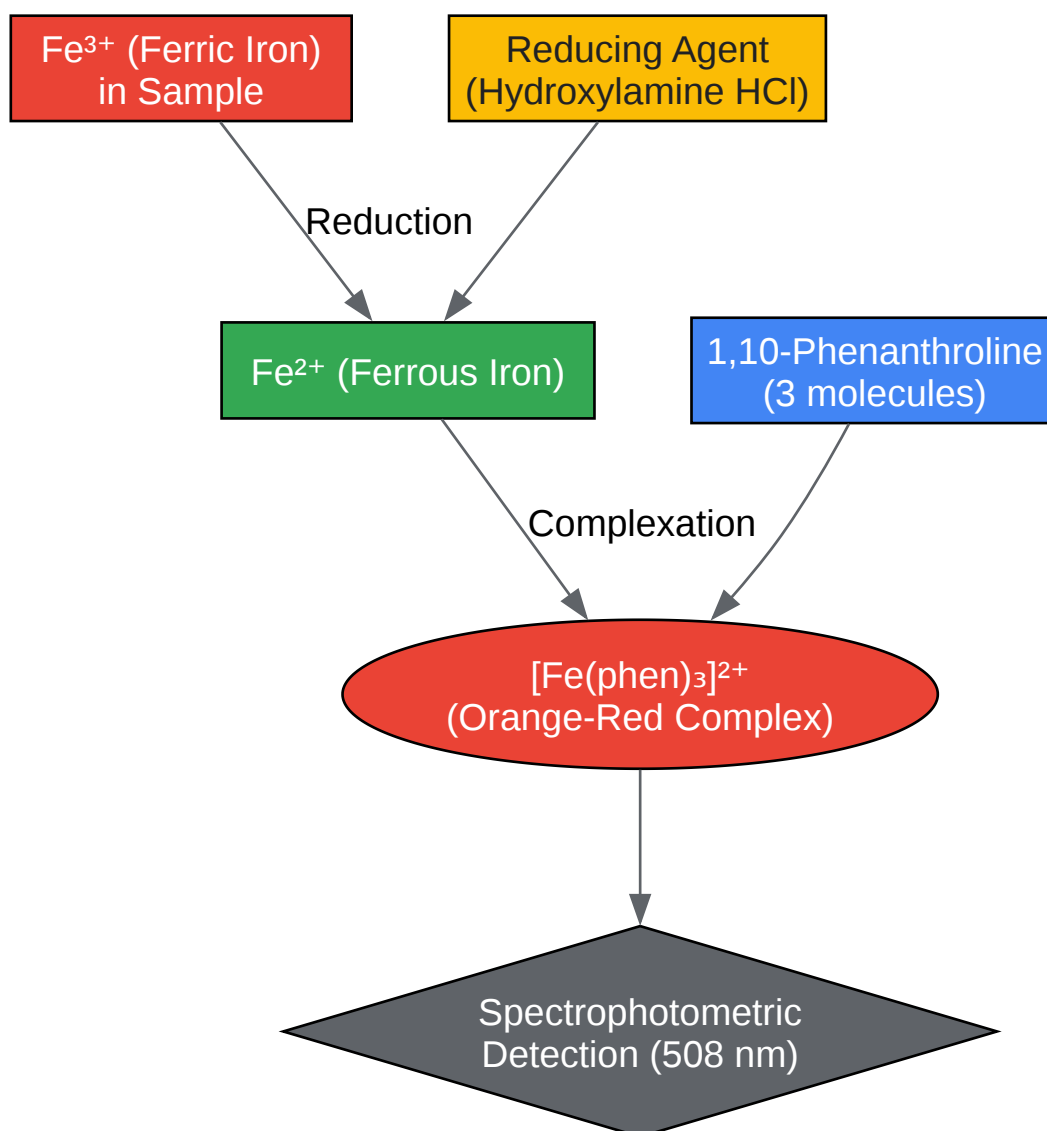 Fe³⁺ (Ferric Iron)
in Sample
Reducing Agent
(Hydroxylamine HCl)
Reduction
Fe²⁺ (Ferrous Iron)
1,10-Phenanthroline
(3 molecules)
Complexation
[Fe(phen)₃]²⁺
(Orange-Red Complex)
Spectrophotometric
Detection (508 nm)